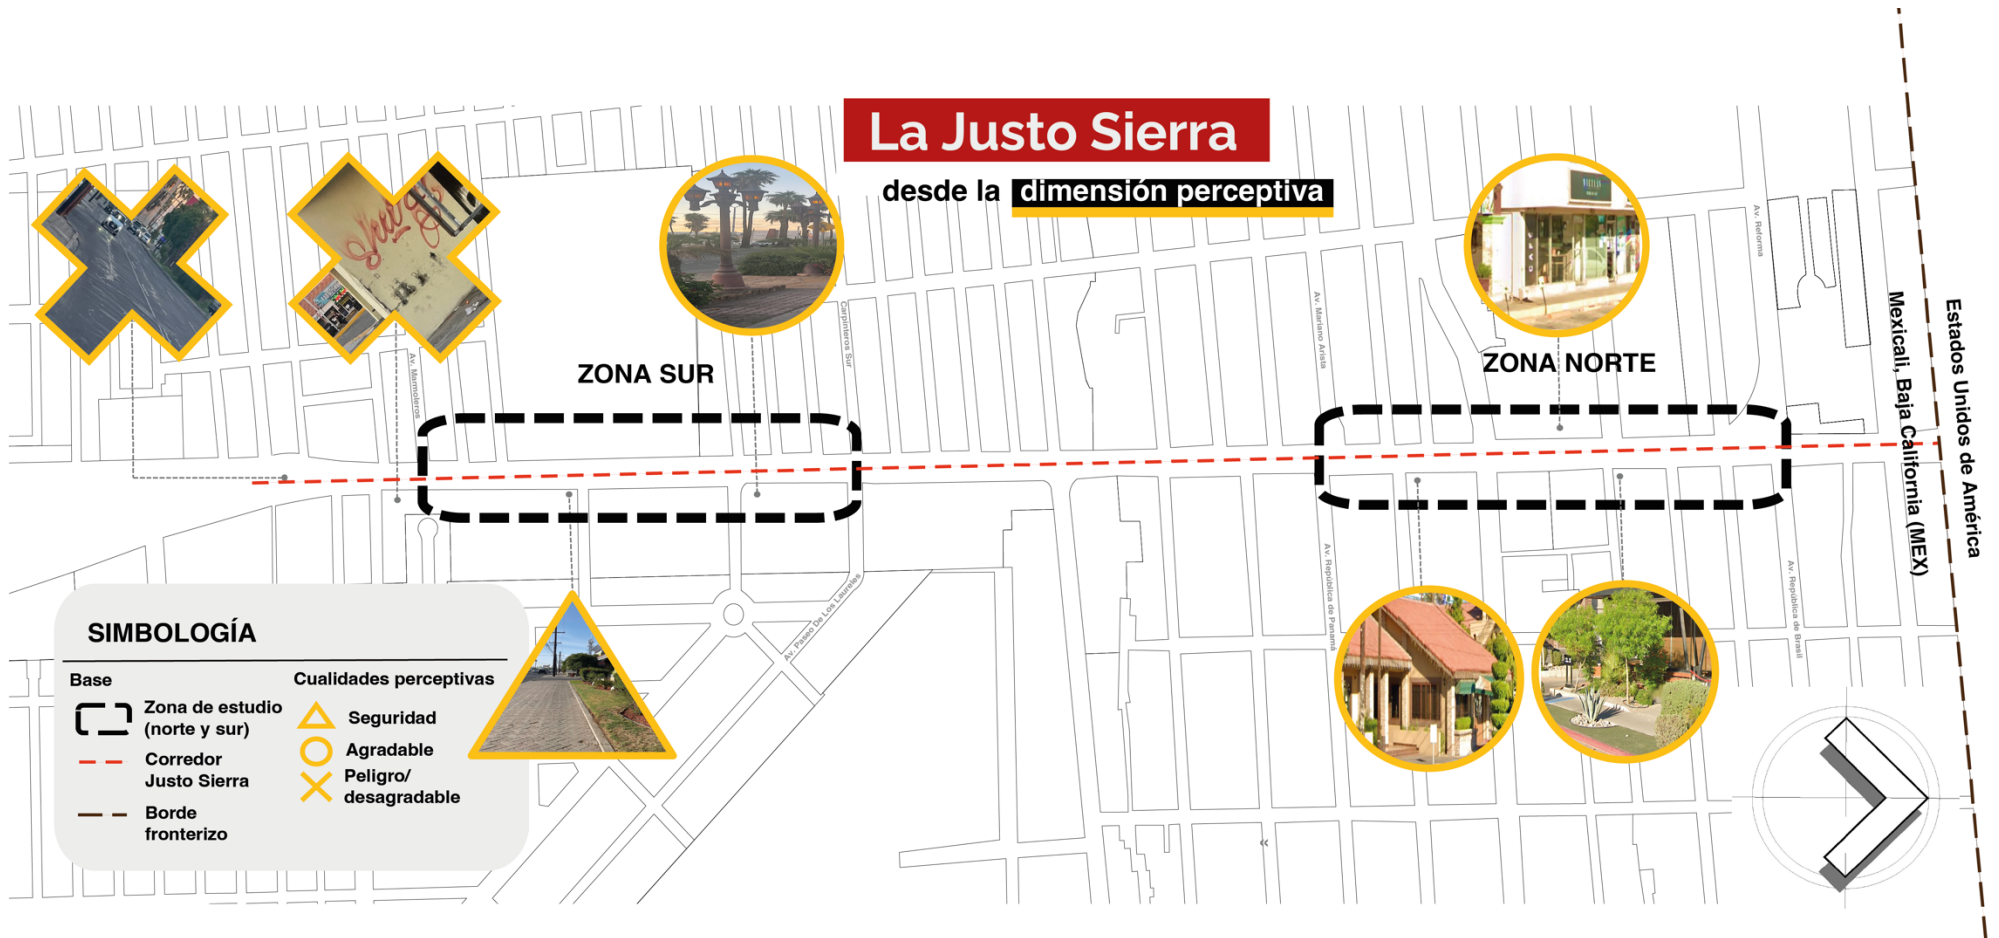 La Justo Sierra
desde la dimensión perceptiva
ZONA SUR
ZONA NORTE
Av. Marmoleros
Carpinteros Sur
Av. Mariano Arista
Av. Reforma
Mexicali, Baja California (MEX)
Estados Unidos de América
Av. Paseo De Los Laureles
Av. República de Panamá
Av. República de Brasil
SIMBOLOGÍA
Base
Zona de estudio
(norte y sur)
Corredor
Justo Sierra
Borde
fronterizo
Cualidades perceptivas
Seguridad
Agradable
Peligro/
desagradable
«